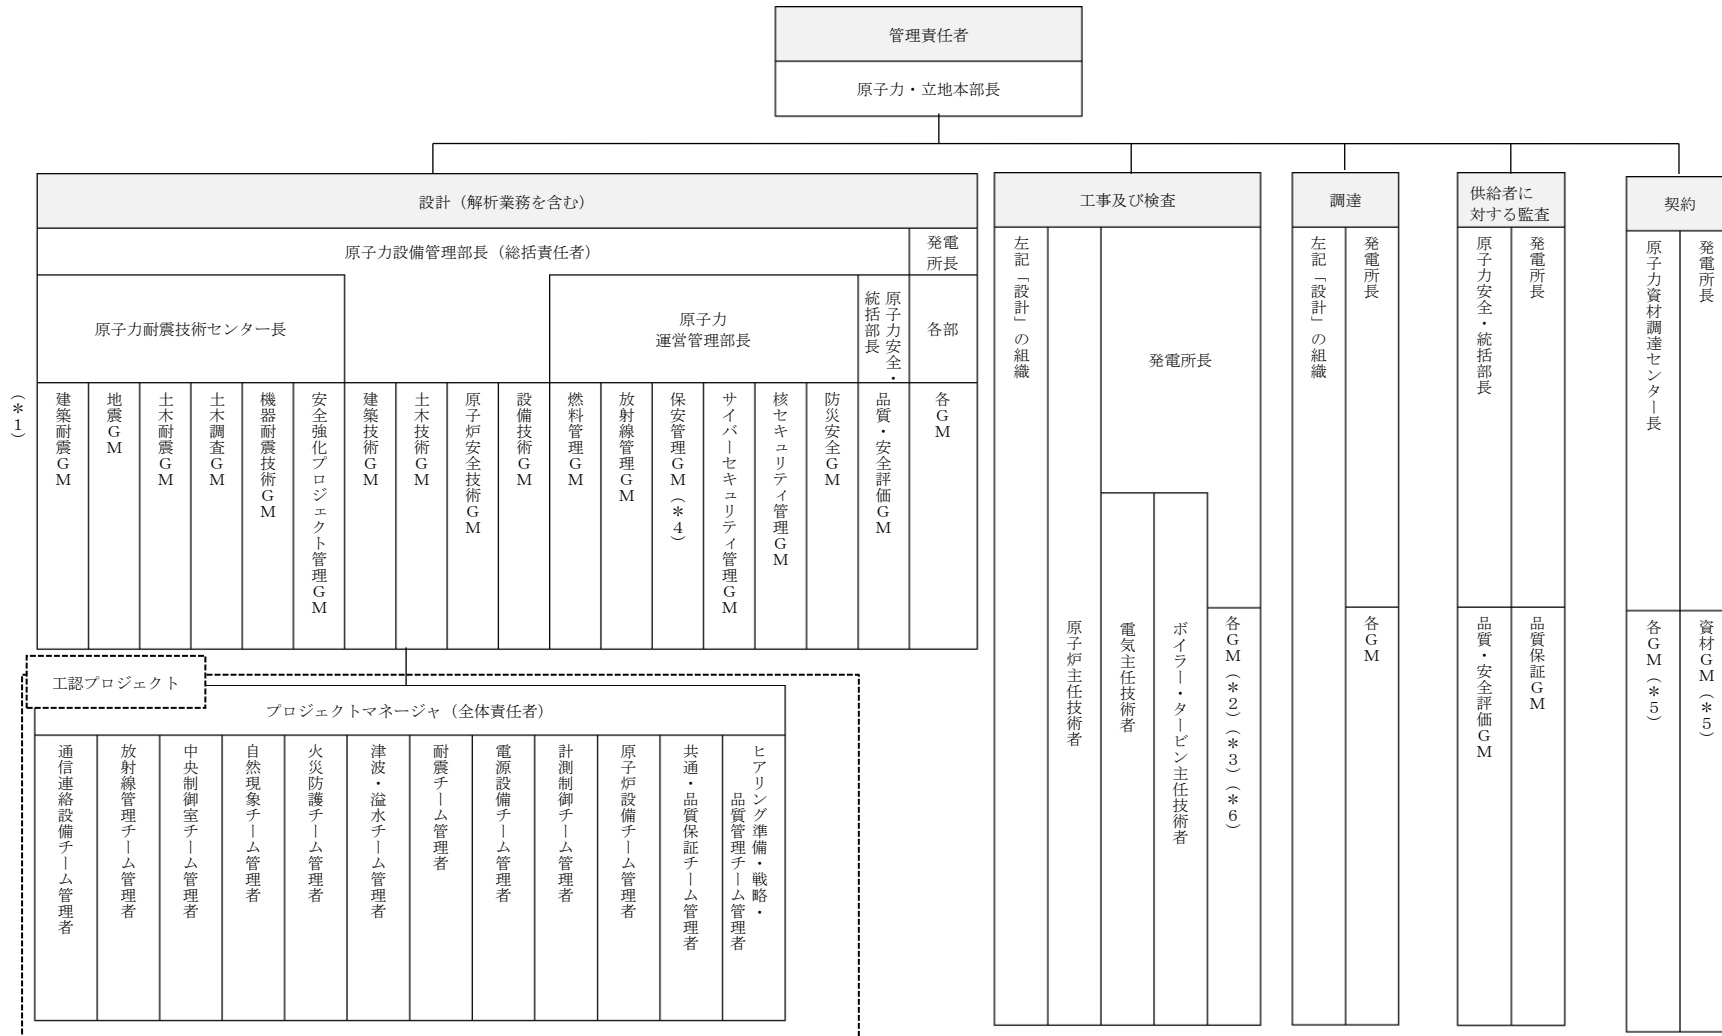 管理責任者
原子力・立地本部長
設計（解析業務を含む）
原子力設備管理部長（総括責任者）
発電
所長
原子力耐震技術センター長
原子力
運営管理部長
原子力安全・
統括部長
各部
（＊１）
建築耐震ＧＭ
地震ＧＭ
土木耐震ＧＭ
土木調査ＧＭ
機器耐震技術ＧＭ
安全強化プロジェクト管理ＧＭ
建築技術ＧＭ
土木技術ＧＭ
原子炉安全技術ＧＭ
設備技術ＧＭ
燃料管理ＧＭ
放射線管理ＧＭ
保安管理ＧＭ（＊４）
サイバーセキュリティ管理ＧＭ
核セキュリティ管理ＧＭ
防災安全ＧＭ
品質・安全評価ＧＭ
各ＧＭ
工認プロジェクト
プロジェクトマネージャ（全体責任者）
通信連絡設備チーム管理者
放射線管理チーム管理者
中央制御室チーム管理者
自然現象チーム管理者
火災防護チーム管理者
津波・溢水チーム管理者
耐震チーム管理者
電源設備チーム管理者
計測制御チーム管理者
原子炉設備チーム管理者
共通・品質保証チーム管理者
ヒアリング準備・戦略・
品質管理チーム管理者
工事及び検査
左記「設計」の組織
原子炉主任技術者
発電所長
電気主任技術者
ボイラー・タービン主任技術者
各ＧＭ（＊２）（＊３）（＊６）
調達
左記「設計」の組織
発電所長
各ＧＭ
供給者に
対する監査
原子力安全・統括部長
発電所長
品質・安全評価ＧＭ
品質保証ＧＭ
契約
原子力資材調達センター長
発電所長
各ＧＭ（＊５）
資材ＧＭ（＊５）